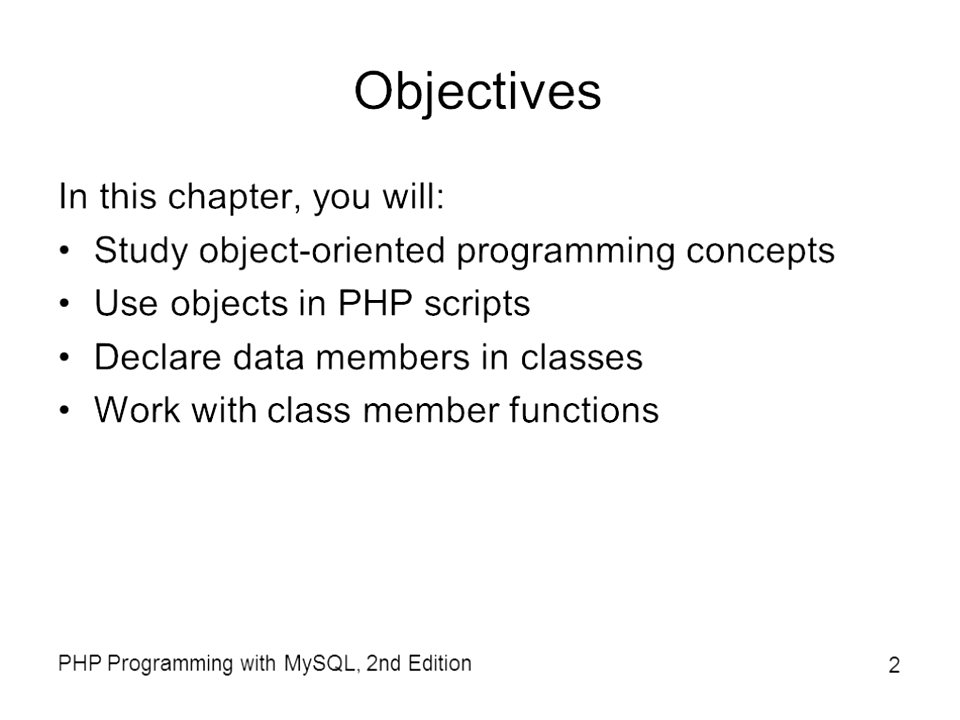 Objectives
In this chapter, you will:
• Study object-oriented programming concepts
• Use objects in PHP scripts
• Declare data members in classes
• Work with class member functions
PHP Programming with MySQL, 2nd Edition
2